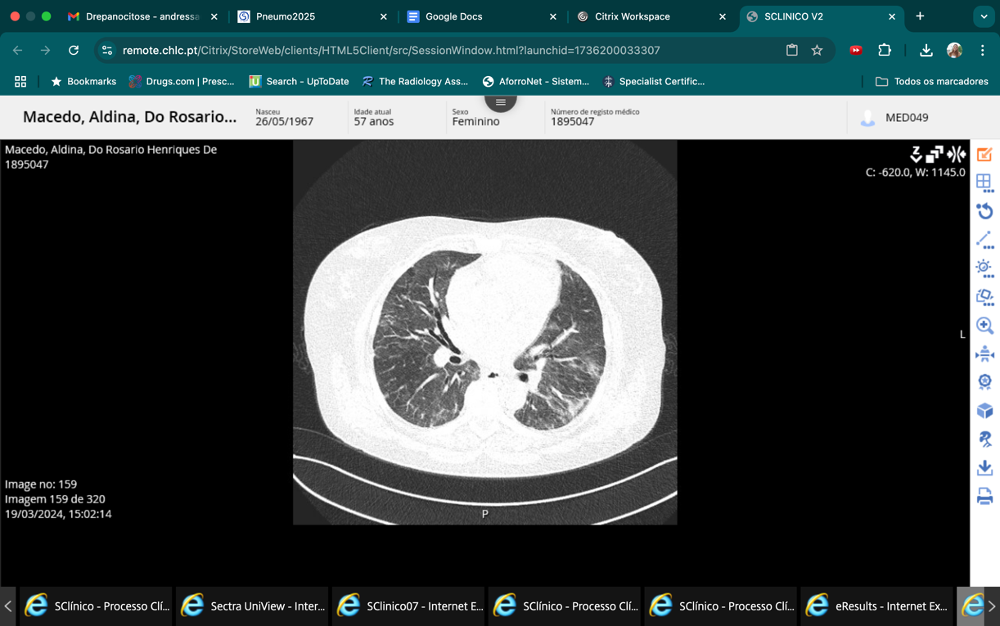 Drepanocitose - andressa
Pneumo2025
Google Docs
Citrix Workspace
SCLINICO V2
remote.chlc.pt/Citrix/StoreWeb/clients/HTML5Client/src/SessionWindow.html?launchid=1736200033307
Bookmarks
Drugs.com | Presc...
Search - UpToDate
The Radiology Ass...
AforroNet - Sistem...
Specialist Certific...
Todos os marcadores
Macedo, Aldina, Do Rosario...
Nasceu
26/05/1967
Idade atual
57 anos
Sexo
Feminino
Número de registo médico
1895047
MED049
Macedo, Aldina, Do Rosario Henriques De
1895047
Z
C: -620.0, W: 1145.0
L
Image no: 159
Imagem 159 de 320
19/03/2024, 15:02:14
P
SClínico - Processo Clí...
Sectra UniView - Inter...
SClinico07 - Internet E...
SClínico - Processo Clí...
SClínico - Processo Clí...
eResults - Internet Ex...